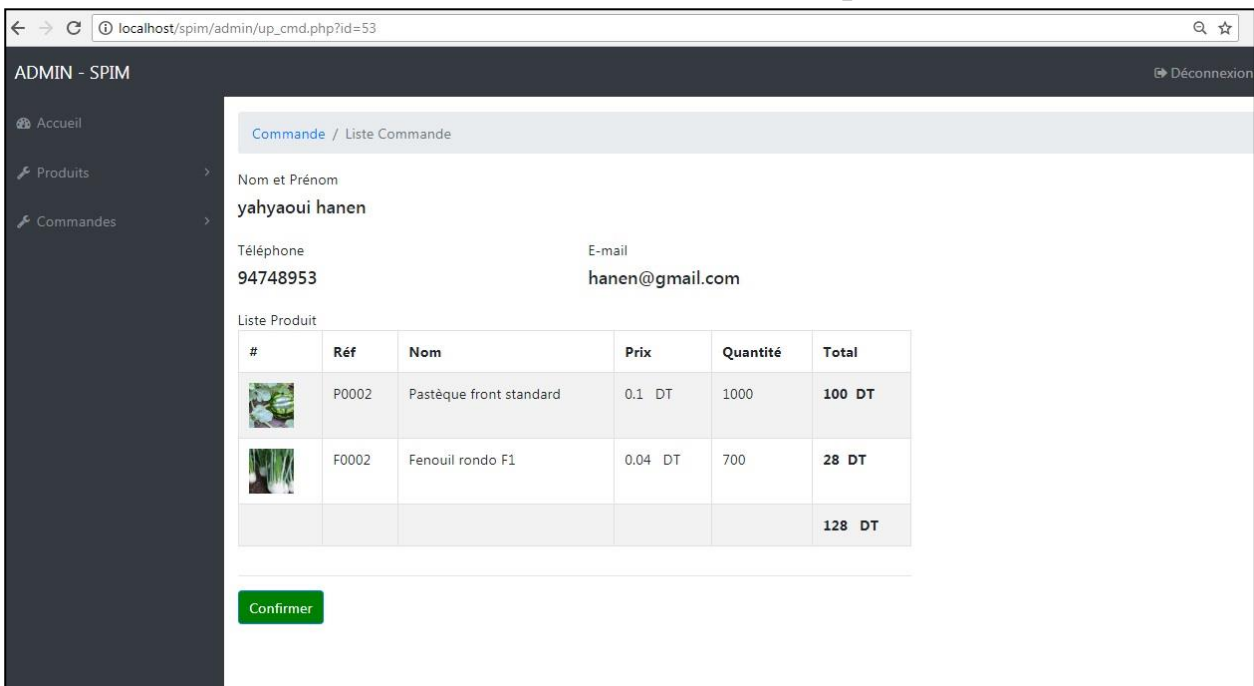 localhost/spim/admin/up_cmd.php?id=53
ADMIN - SPIM
Déconnexion
Accueil
Commande / Liste Commande
Produits
Nom et Prénom
yahyaoui hanen
Commandes
Téléphone E-mail
94748953 hanen@gmail.com
Liste Produit
# Réf Nom Prix Quantité Total
P0002 Pastèque front standard 0.1 DT 1000 100 DT
F0002 Fenouil rondo F1 0.04 DT 700 28 DT
128 DT
Confirmer